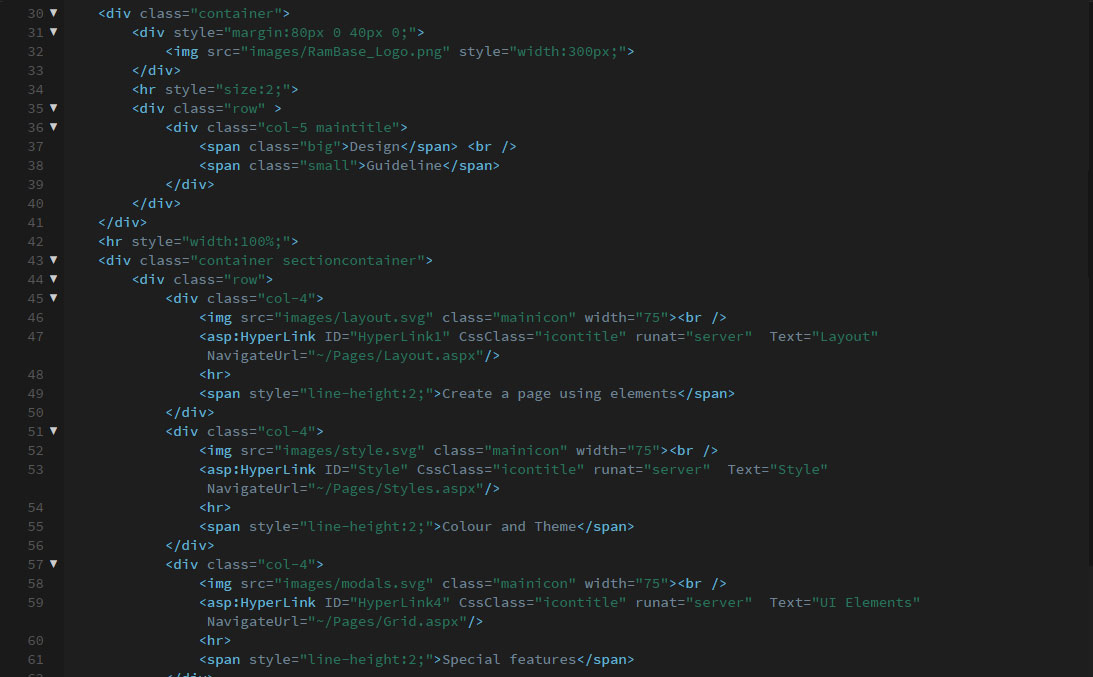 30 ▼ <div class="container">
31 ▼ <div style="margin:80px 0 40px 0;">
32 <img src="images/RamBase_Logo.png" style="width:300px;">
33 </div>
34 <hr style="size:2;">
35 ▼ <div class="row" >
36 ▼ <div class="col-5 maintitle">
37 <span class="big">Design</span> <br />
38 <span class="small">Guideline</span>
39 </div>
40 </div>
41 </div>
42 <hr style="width:100%;">
43 ▼ <div class="container sectioncontainer">
44 ▼ <div class="row">
45 ▼ <div class="col-4">
46 <img src="images/layout.svg" class="mainicon" width="75"><br />
47 <asp:HyperLink ID="HyperLink1" CssClass="icontitle" runat="server"  Text="Layout"
NavigateUrl="~/Pages/Layout.aspx"/>
48 <hr>
49 <span style="line-height:2;">Create a page using elements</span>
50 </div>
51 ▼ <div class="col-4">
52 <img src="images/style.svg" class="mainicon" width="75"><br />
53 <asp:HyperLink ID="Style" CssClass="icontitle" runat="server"  Text="Style"
NavigateUrl="~/Pages/Styles.aspx"/>
54 <hr>
55 <span style="line-height:2;">Colour and Theme</span>
56 </div>
57 ▼ <div class="col-4">
58 <img src="images/modals.svg" class="mainicon" width="75"><br />
59 <asp:HyperLink ID="HyperLink4" CssClass="icontitle" runat="server"  Text="UI Elements"
NavigateUrl="~/Pages/Grid.aspx"/>
60 <hr>
61 <span style="line-height:2;">Special features</span>